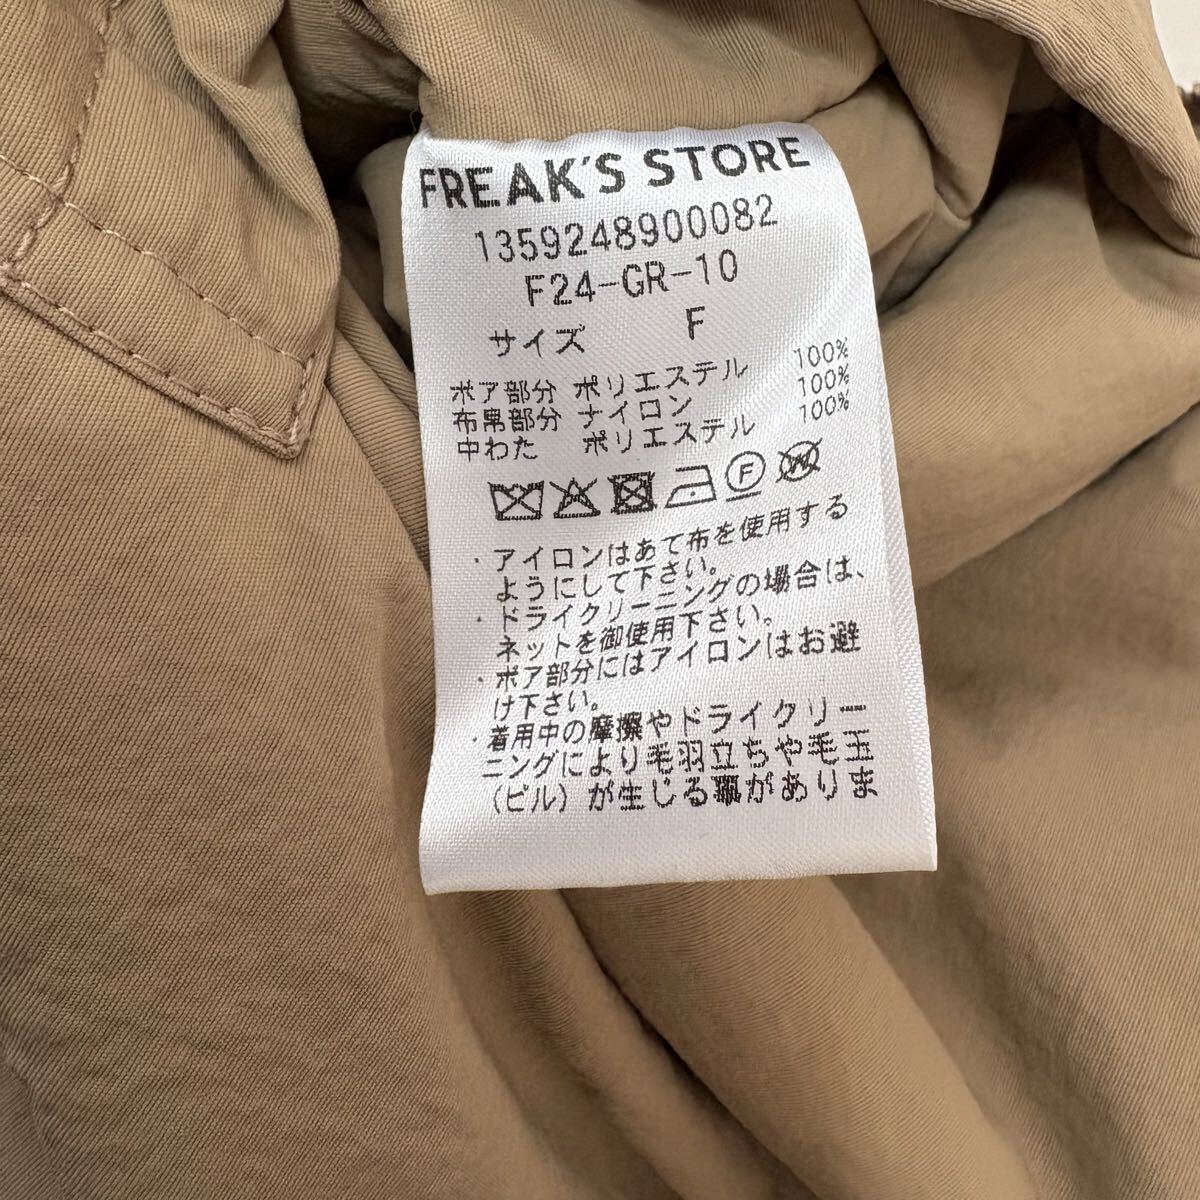 FREAK'S STORE
1359248900082
F24-GR-10
サイズ F
ボア部分 ポリエステル 100%
布帛部分 ナイロン 100%
中わた ポリエステル 100%
F W
・アイロンはあて布を使用する
ようにして下さい。
・ドライクリーニングの場合は、
ネットを御使用下さい。
・ボア部分にはアイロンはお避
け下さい。
・着用中の摩擦やドライクリー
ニングにより毛羽立ちや毛玉
(ピル)が生じる事があります